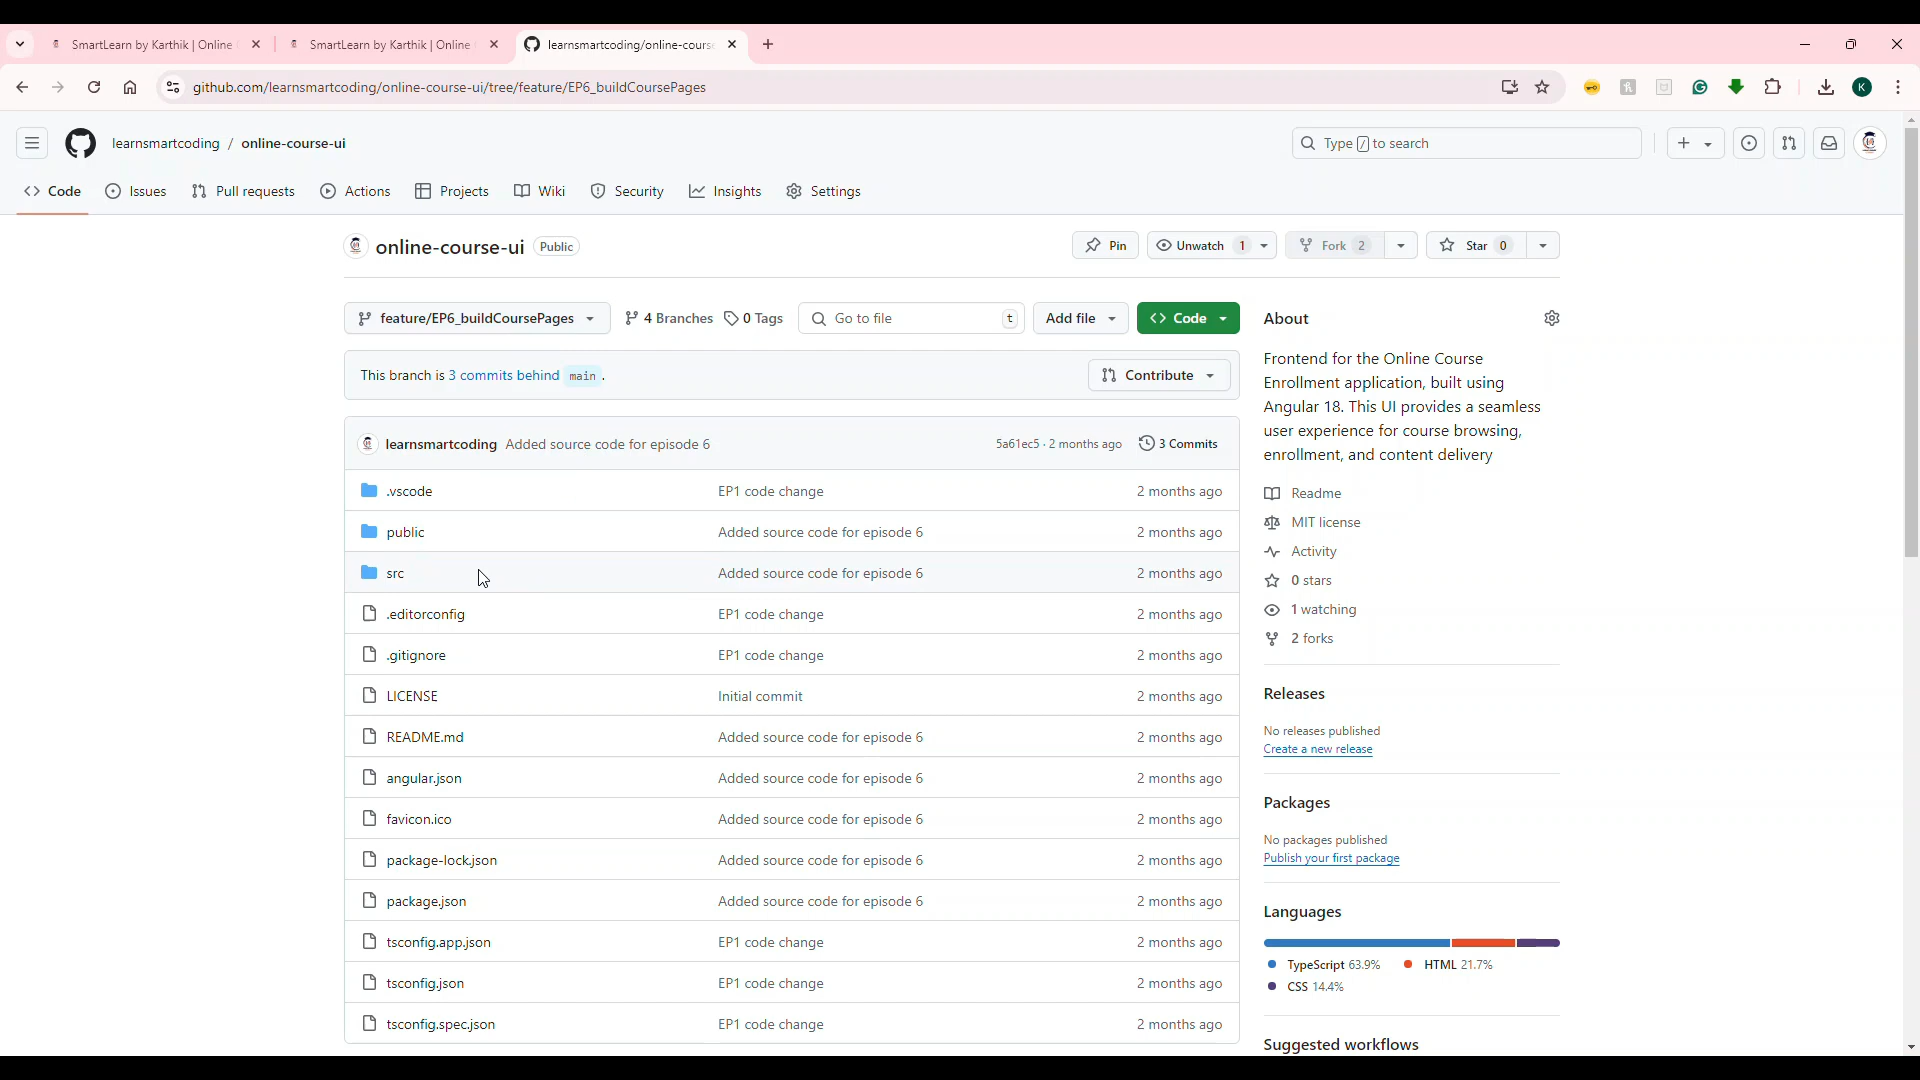 SmartLearn by Karthik | Online
SmartLearn by Karthik | Online
learnsmartcoding/online-cours
github.com/learnsmartcoding/online-course-ui/tree/feature/EP6_buildCoursePages
K
learnsmartcoding / online-course-ui
Type / to search
Code Issues Pull requests Actions Projects Wiki Security Insights Settings
online-course-ui Public
Pin Unwatch 1 Fork 2 Star 0
feature/EP6_buildCoursePages 4 Branches 0 Tags Go to file t Add file Code
This branch is 3 commits behind main .
Contribute
learnsmartcoding Added source code for episode 6 5a61ec5 · 2 months ago 3 Commits
.vscode EP1 code change 2 months ago
public Added source code for episode 6 2 months ago
src Added source code for episode 6 2 months ago
.editorconfig EP1 code change 2 months ago
.gitignore EP1 code change 2 months ago
LICENSE Initial commit 2 months ago
README.md Added source code for episode 6 2 months ago
angular.json Added source code for episode 6 2 months ago
favicon.ico Added source code for episode 6 2 months ago
package-lock.json Added source code for episode 6 2 months ago
package.json Added source code for episode 6 2 months ago
tsconfig.app.json EP1 code change 2 months ago
tsconfig.json EP1 code change 2 months ago
tsconfig.spec.json EP1 code change 2 months ago
About
Frontend for the Online Course
Enrollment application, built using
Angular 18. This UI provides a seamless
user experience for course browsing,
enrollment, and content delivery
Readme
MIT license
Activity
0 stars
1 watching
2 forks
Releases
No releases published
Create a new release
Packages
No packages published
Publish your first package
Languages
TypeScript 63.9% HTML 21.7%
CSS 14.4%
Suggested workflows